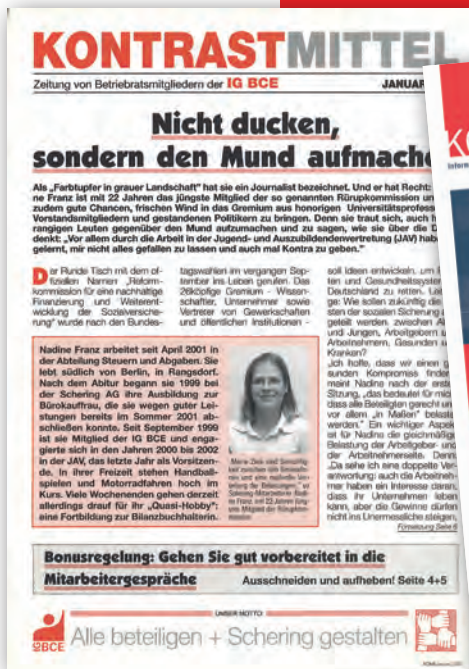 KONTRASTMITTEL
Zeitung von Betriebratsmitgliedern der IG BCE
JANUAR
Nicht ducken,
sondern den Mund aufmache
Als „Farbtupfer in grauer Landschaft" hat sie ein Journalist bezeichnet. Und er hat Recht:
ne Franz ist mit 22 Jahren das jüngste Mitglied der so genannten Rürupkommission un
zudem gute Chancen, frischen Wind in das Gremium aus honorigen Universitätsprofess
Vorstandsmitgliedern und gestandenen Politikern zu bringen. Denn sie traut sich, auch h
rangigen Leuten gegenüber den Mund aufzumachen und zu sagen, wie sie über die D
denkt: „Vor allem durch die Arbeit in der Jugend- und Auszubildendenvertretung (JAV) hab
gelernt, mir nicht alles gefallen zu lassen und auch mal Kontra zu geben."
Der Runde Tisch mit dem of-
fiziellen Namen „Reform-
kommission für eine nachhaltige
Finanzierung und Weiterent-
wicklung der Sozialversiche-
rung" wurde nach den Bundes-
tagswahlen im vergangen Sep-
tember ins Leben gerufen. Das
26köpfige Gremium - Wissen-
schaftler, Unternehmer sowie
Vertreter von Gewerkschaften
und öffentlichen Institutionen -
Nadine Franz arbeitet seit April 2001 in
der Abteilung Steuern und Abgaben. Sie
lebt südlich von Berlin, in Rangsdorf.
Nach dem Abitur begann sie 1999 bei
der Schering AG ihre Ausbildung zur
Bürokauffrau, die sie wegen guter Lei-
stungen bereits im Sommer 2001 ab-
schließen konnte. Seit September 1999
ist sie Mitglied der IG BCE und enga-
gierte sich in den Jahren 2000 bis 2002
in der JAV, das letzte Jahr als Vorsitzen-
de. In ihrer Freizeit stehen Handball-
spielen und Motorradfahren hoch im
Kurs. Viele Wochenenden gehen derzeit
allerdings drauf für ihr „Quasi-Hobby":
eine Fortbildung zur Bilanzbuchhalterin.
soll Ideen entwickeln, um
ten und Gesundheitssystem
Deutschland zu retten.
ge: Wie sollen zukünftig die
sten der sozialen Sicherung
geteilt werden zwischen
und Jungen, Arbeitgebern
Arbeitnehmern, Gesunden
Kranken?
„Ich hoffe, dass wir einen g
sunden Kompromiss finden
meint Nadine nach der erste
Sitzung, „das bedeutet für mich
dass alle Beteiligten gerecht un
vor allem „in Maßen" belaste
werden." Ein wichtiger Aspek
ist für Nadine die gleichmäßige
Belastung der Arbeitgeber- und
der Arbeitnehmerseite. Denn
„Da sehe ich eine doppelte Ver-
antwortung: auch die Arbeitneh-
mer haben ein Interesse daran,
dass ihr Unternehmen leben
kann, aber die Gewinne dürfen
nicht ins Unermessliche steigen,
Fortsetzung Seite 6
Bonusregelung: Gehen Sie gut vorbereitet in die
Mitarbeitergespräche
Ausschneiden und aufheben! Seite 4+5
UNSER MOTTO:
IGBCE
Alle beteiligen + Schering gestalten